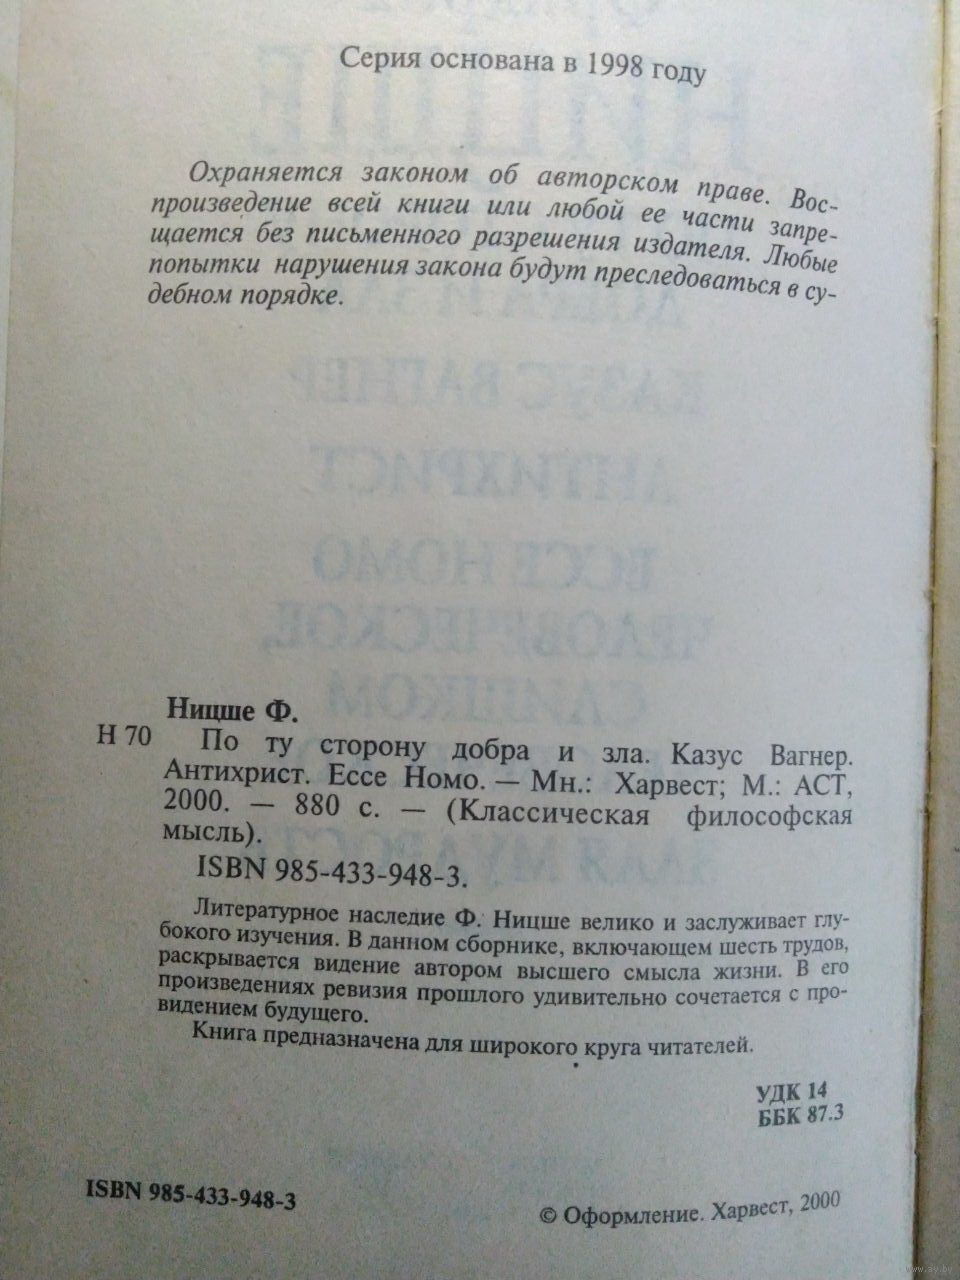 Серия основана в 1998 году
Охраняется законом об авторском праве. Вос-
произведение всей книги или любой ее части запре-
щается без письменного разрешения издателя. Любые
попытки нарушения закона будут преследоваться в су-
дебном порядке.
Ницше Ф.
Н 70 По ту сторону добра и зла. Казус Вагнер.
Антихрист. Ессе Номо. — Мн.: Харвест; М.: АСТ,
2000. — 880 с. — (Классическая философская
мысль).
ISBN 985-433-948-3.
Литературное наследие Ф. Ницше велико и заслуживает глу-
бокого изучения. В данном сборнике, включающем шесть трудов,
раскрывается видение автором высшего смысла жизни. В его
произведениях ревизия прошлого удивительно сочетается с про-
видением будущего.
Книга предназначена для широкого круга читателей.
УДК 14
ББК 87.3
ISBN 985-433-948-3
© Оформление. Харвест, 2000
www.ay.by